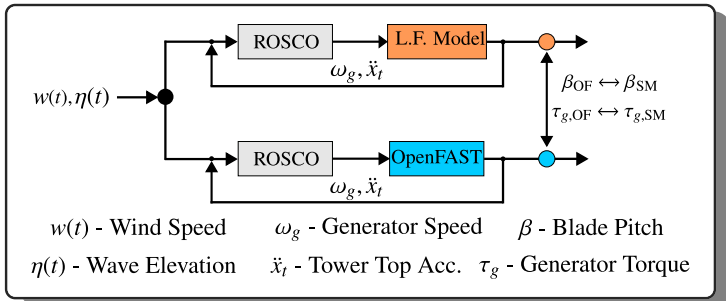 ROSCO
L.F. Model
ω_g, ẍ_t
w(t), η(t)
β_OF ↔ β_SM
τ_g,OF ↔ τ_g,SM
ROSCO
OpenFAST
ω_g, ẍ_t
w(t) - Wind Speed ω_g - Generator Speed β - Blade Pitch
η(t) - Wave Elevation ẍ_t - Tower Top Acc. τ_g - Generator Torque